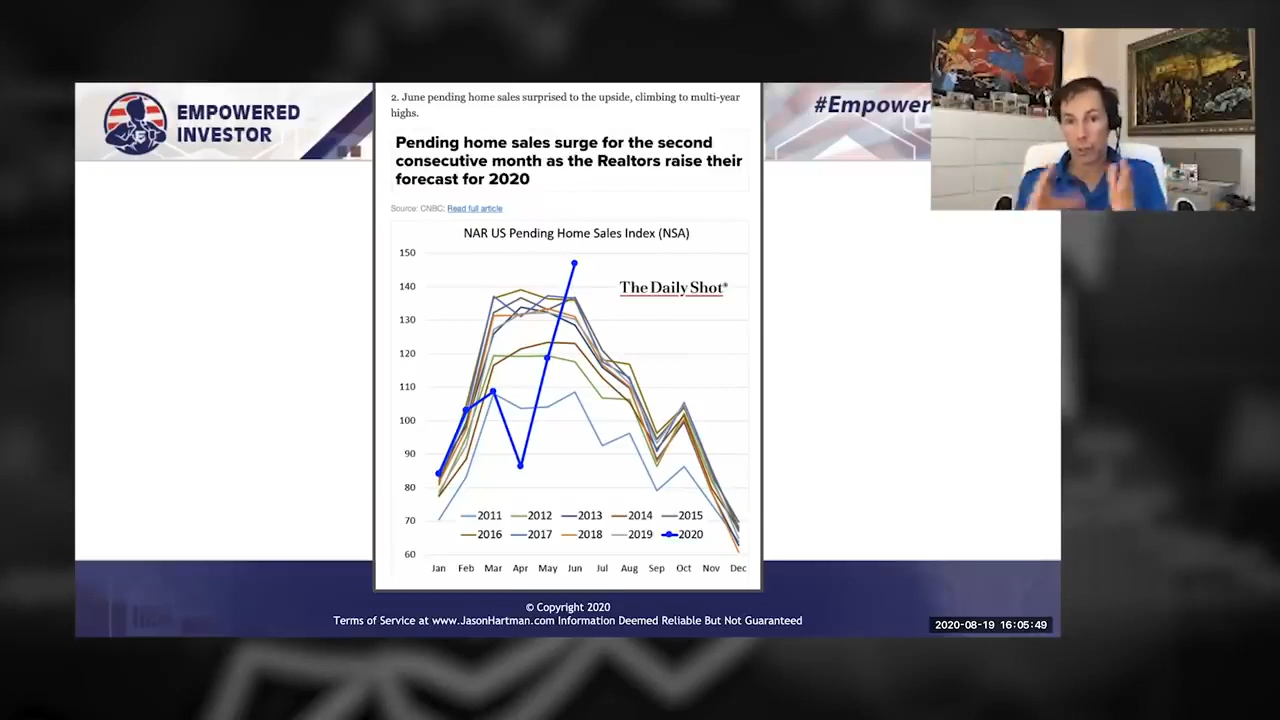 EMPOWERED
INVESTOR
2. June pending home sales surprised to the upside, climbing to multi-year
highs.
#Empower
Pending home sales surge for the second
consecutive month as the Realtors raise their
forecast for 2020
Source: CNBC; Read full article
NAR US Pending Home Sales Index (NSA)
The Daily Shot®
150
140
130
120
110
100
90
80
70
60
2011 2012 2013 2014 2015
2016 2017 2018 2019 2020
Jan Feb Mar Apr May Jun Jul Aug Sep Oct Nov Dec
© Copyright 2020
Terms of Service at www.JasonHartman.com Information Deemed Reliable But Not Guaranteed
2020-08-19 16:05:49